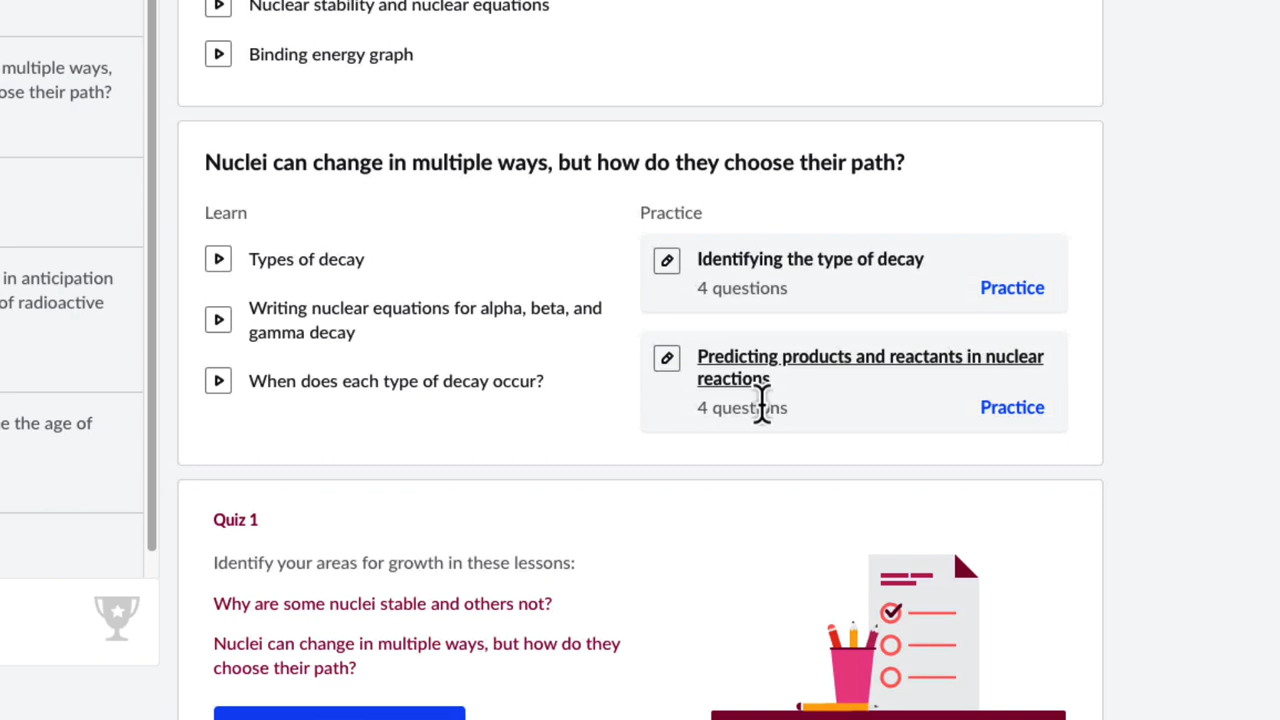 Nuclear stability and nuclear equations
Binding energy graph
multiple ways,
ose their path?
in anticipation
of radioactive
e the age of
Nuclei can change in multiple ways, but how do they choose their path?
Learn
Types of decay
Writing nuclear equations for alpha, beta, and
gamma decay
When does each type of decay occur?
Practice
Identifying the type of decay
4 questions
Practice
Predicting products and reactants in nuclear
reactions
4 questions
Practice
Quiz 1
Identify your areas for growth in these lessons:
Why are some nuclei stable and others not?
Nuclei can change in multiple ways, but how do they
choose their path?